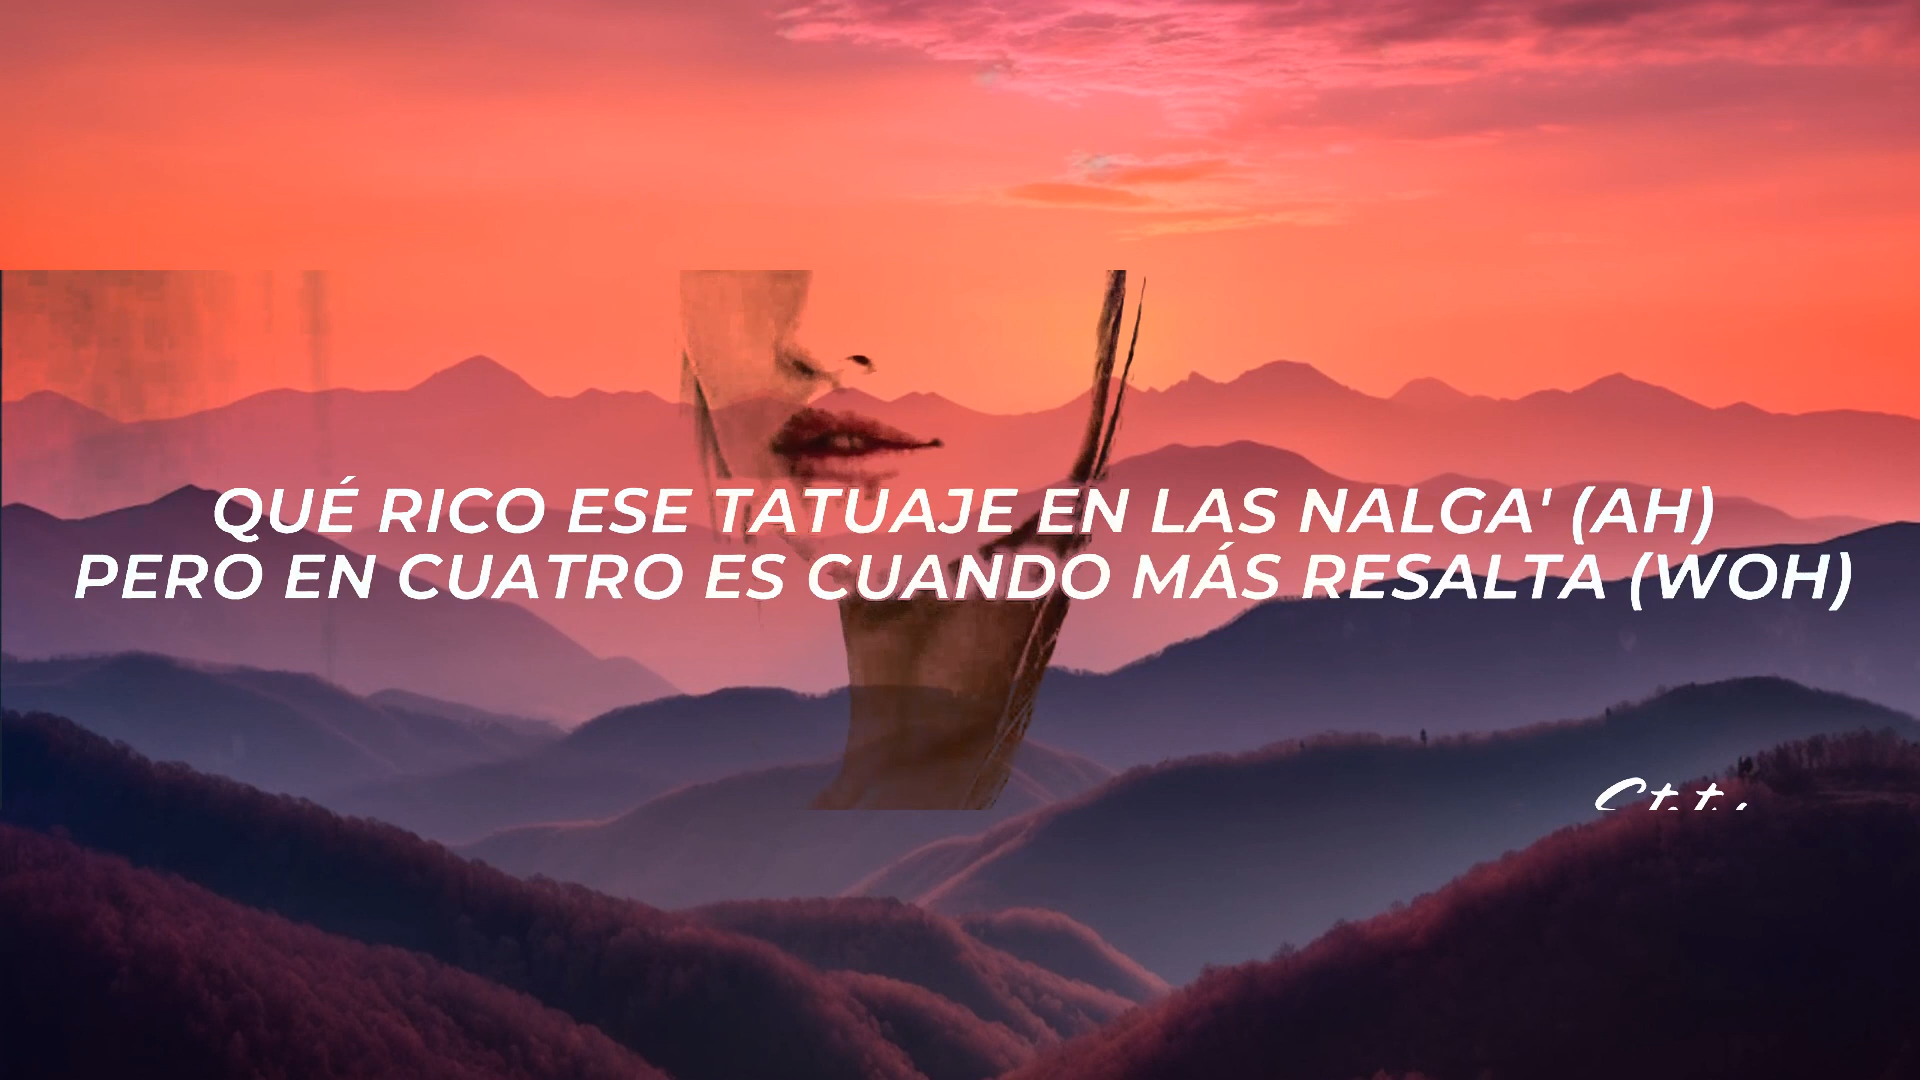 QUÉ RICO ESE TATUAJE EN LAS NALGA' (AH)
PERO EN CUATRO ES CUANDO MÁS RESALTA (WOH)